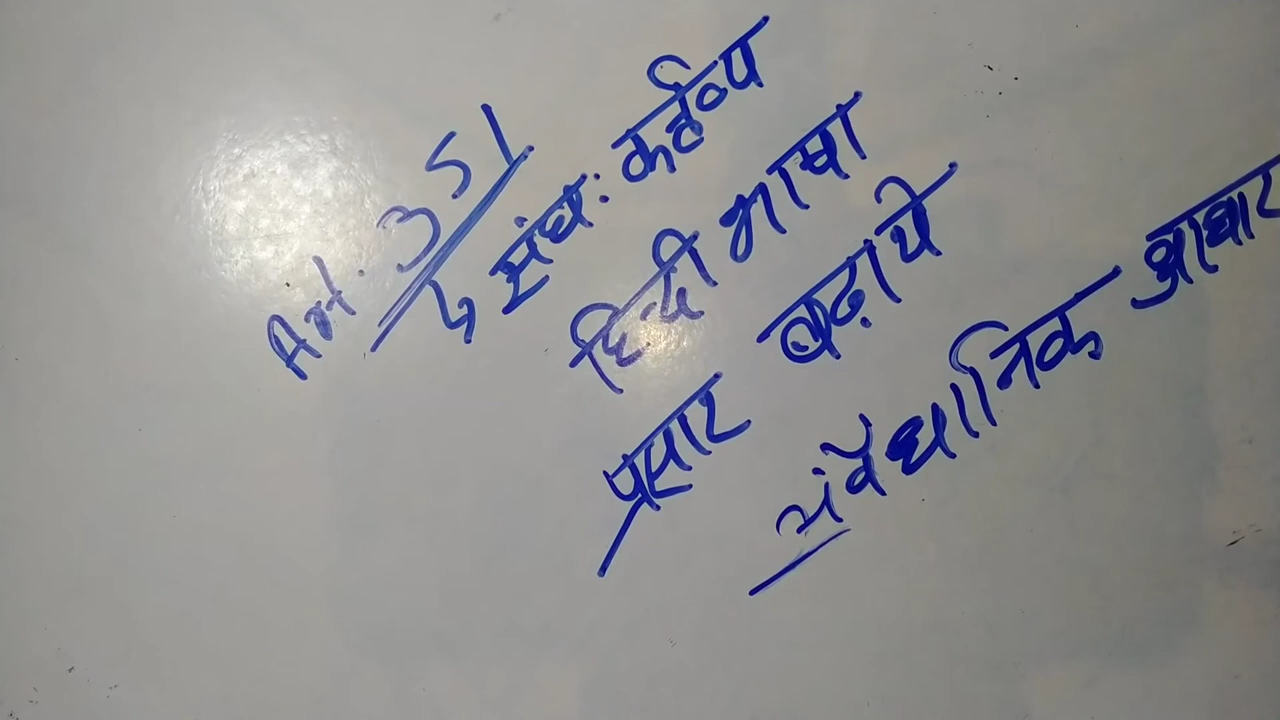 Art. 351
↳ संघ: कर्तव्य
हिन्दी भाषा
प्रसार बढ़ाये
संवैधानिक आधार